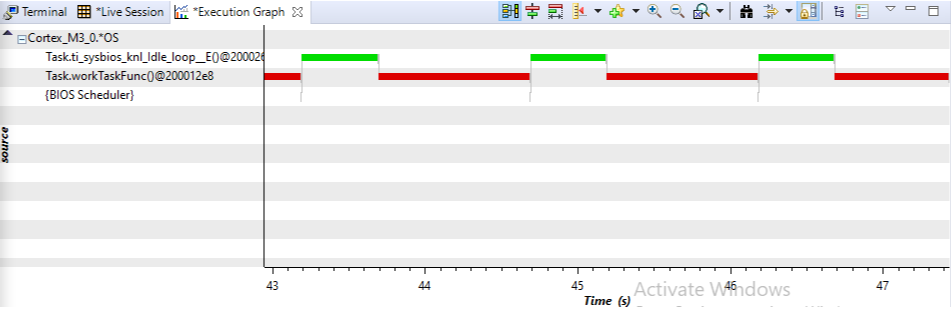 Terminal *Live Session *Execution Graph
Cortex_M3_0.*OS
Task.ti_sysbios_knl_Idle_loop__E()@200026
Task.workTaskFunc()@200012e8
{BIOS Scheduler}
source
43 44 45 46 47
Time (s)
Activate Windows